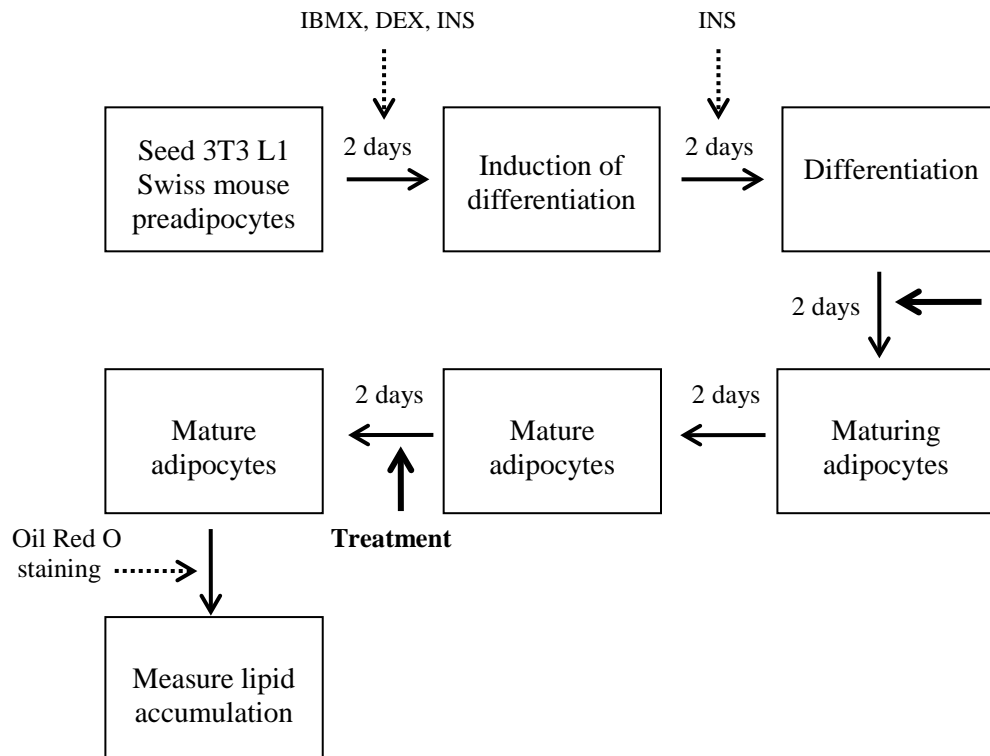 IBMX, DEX, INS
INS
Seed 3T3 L1
Swiss mouse
preadipocytes
2 days
Induction of
differentiation
2 days
Differentiation
2 days
Mature
adipocytes
2 days
Mature
adipocytes
2 days
Maturing
adipocytes
Treatment
Oil Red O
staining
Measure lipid
accumulation